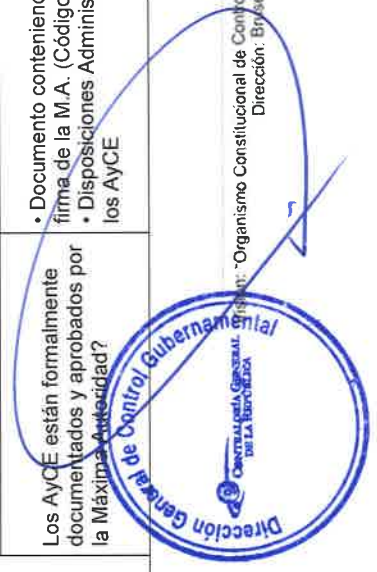 Los AyCE están formalmente
documentados y aprobados por
la Máxima Autoridad?
• Documento conteniendo
firma de la M.A. (Código
• Disposiciones Adminis
los AyCE
"Organismo Constitucional de Contro
Dirección:
Dirección General de Control Gubernamental
CONTRALORÍA GENERAL
DE LA REPÚBLICA